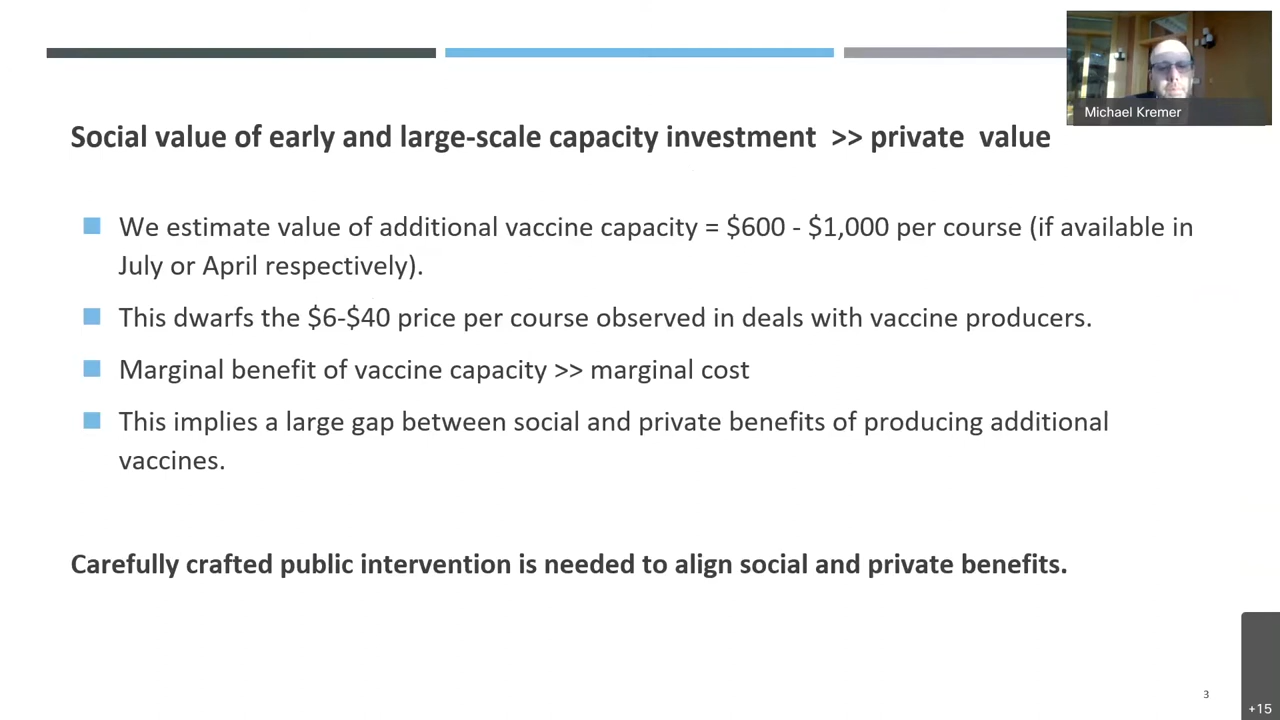 Michael Kremer
Social value of early and large-scale capacity investment >> private value
We estimate value of additional vaccine capacity = $600 - $1,000 per course (if available in
July or April respectively).
This dwarfs the $6-$40 price per course observed in deals with vaccine producers.
Marginal benefit of vaccine capacity >> marginal cost
This implies a large gap between social and private benefits of producing additional
vaccines.
Carefully crafted public intervention is needed to align social and private benefits.
3
+15